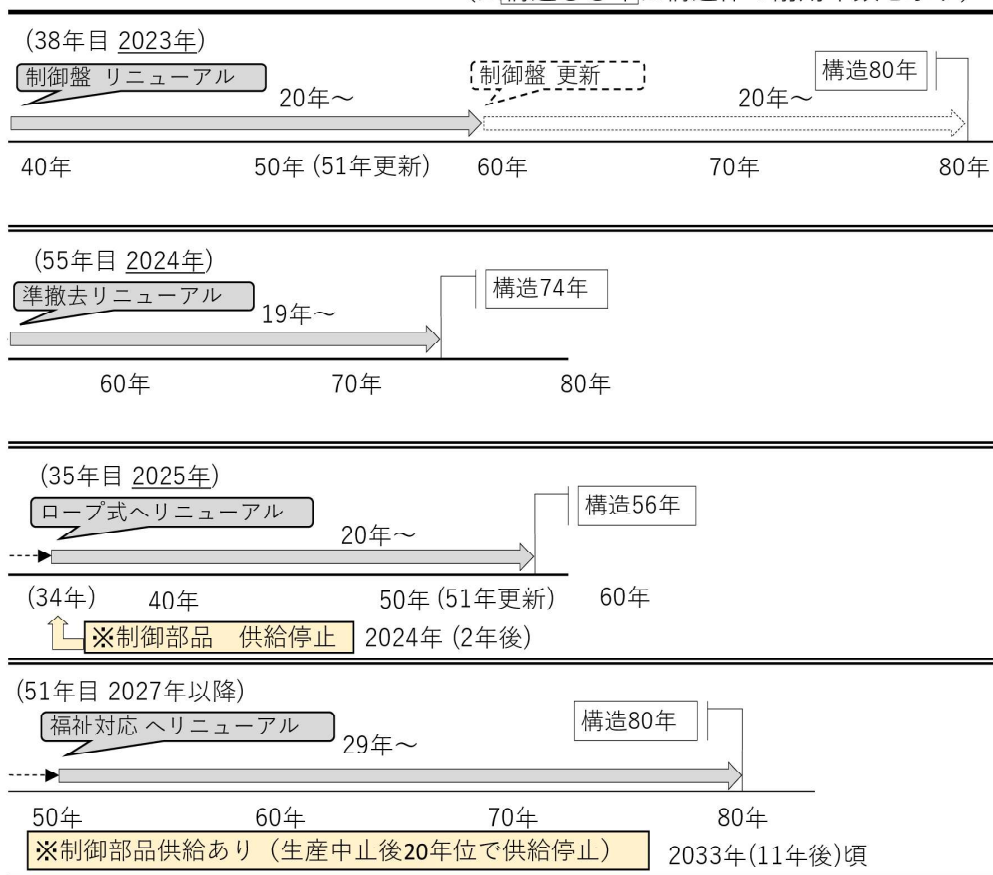 (38年目 2023年)
制御盤 リニューアル
20年～
制御盤 更新
20年～
構造80年
40年 50年 (51年更新) 60年 70年 80年
(55年目 2024年)
準撤去リニューアル
19年～
構造74年
60年 70年 80年
(35年目 2025年)
ロープ式へリニューアル
20年～
構造56年
(34年) 40年 50年 (51年更新) 60年
※制御部品 供給停止 2024年 (2年後)
(51年目 2027年以降)
福祉対応 へリニューアル
29年～
構造80年
50年 60年 70年 80年
※制御部品供給あり（生産中止後20年位で供給停止） 2033年(11年後)頃